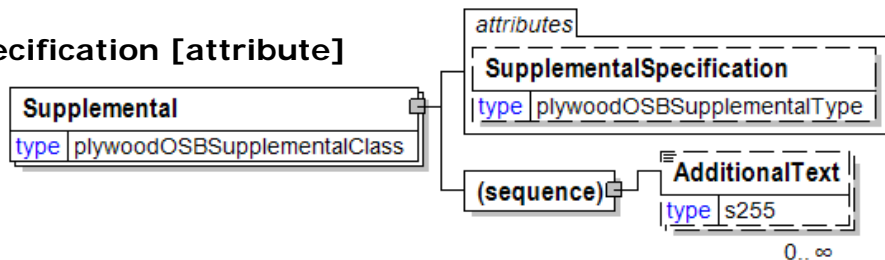 ecification [attribute]
attributes
SupplementalSpecification
type plywoodOSBSupplementalType
Supplemental
type plywoodOSBSupplementalClass
(sequence)
AdditionalText
type s255
0..∞